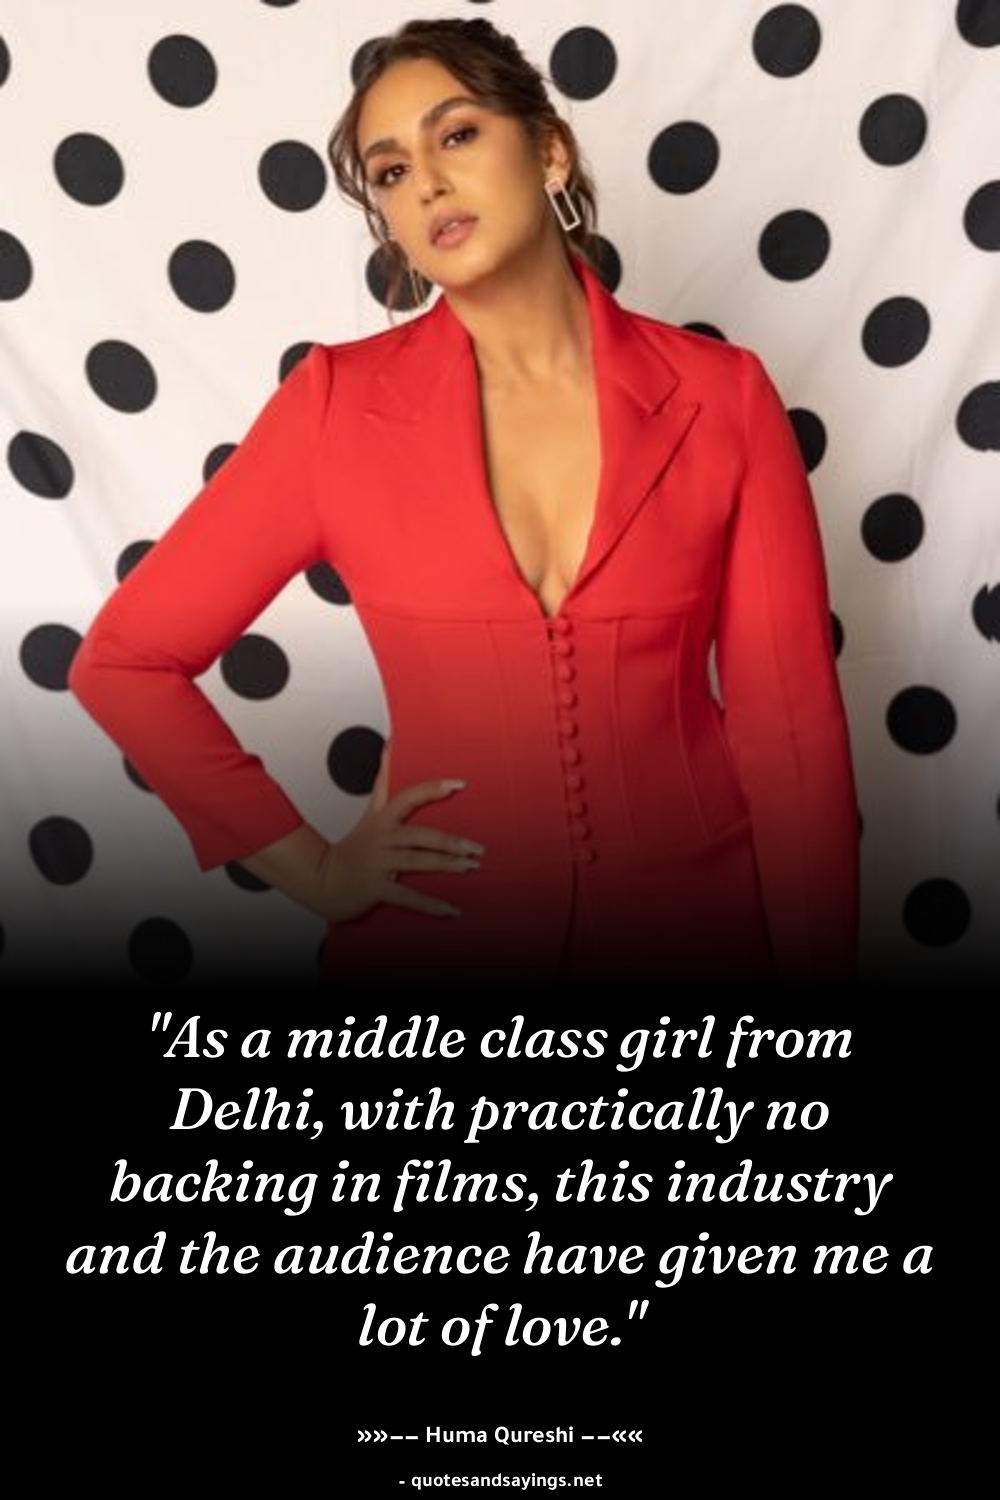 "As a middle class girl from
Delhi, with practically no
backing in films, this industry
and the audience have given me a
lot of love."
»»–– Huma Qureshi ––««
- quotesandsayings.net